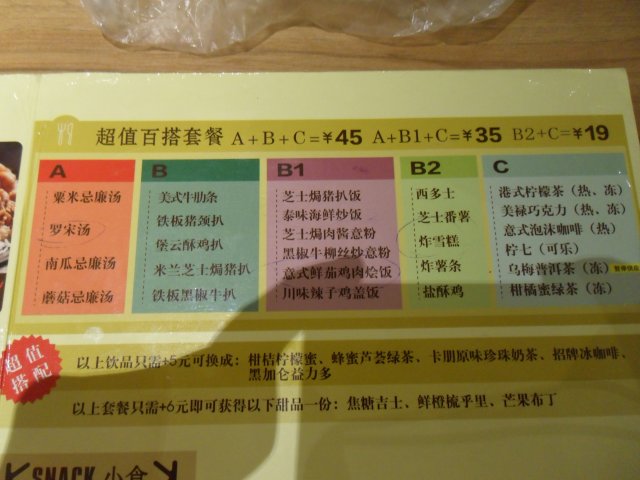 超值百搭套餐 A+B+C=¥45 A+B1+C=¥35 B2+C=¥19
A
粟米忌廉汤
罗宋汤
南瓜忌廉汤
蘑菇忌廉汤
B
美式牛肋条
铁板猪颈扒
堡云酥鸡扒
米兰芝士焗猪扒
铁板黑椒牛扒
B1
芝士焗猪扒饭
泰味海鲜炒饭
芝士焗肉酱意粉
黑椒牛柳丝炒意粉
意式鲜茄鸡肉烩饭
川味辣子鸡盖饭
B2
西多士
芝士番薯
炸雪糕
炸薯条
盐酥鸡
C
港式柠檬茶（热、冻）
美禄巧克力（热、冻）
意式泡沫咖啡（热）
柠七（可乐）
乌梅普洱茶（冻）
柑橘蜜绿茶（冻）
超值
搭配
以上饮品只需+5元可换成：柑桔柠檬蜜、蜂蜜芦荟绿茶、卡朋原味珍珠奶茶、招牌冰咖啡、
黑加仑益力多
以上套餐只需+6元即可获得以下甜品一份：焦糖吉士、鲜橙梳乎里、芒果布丁
SNACK 小食